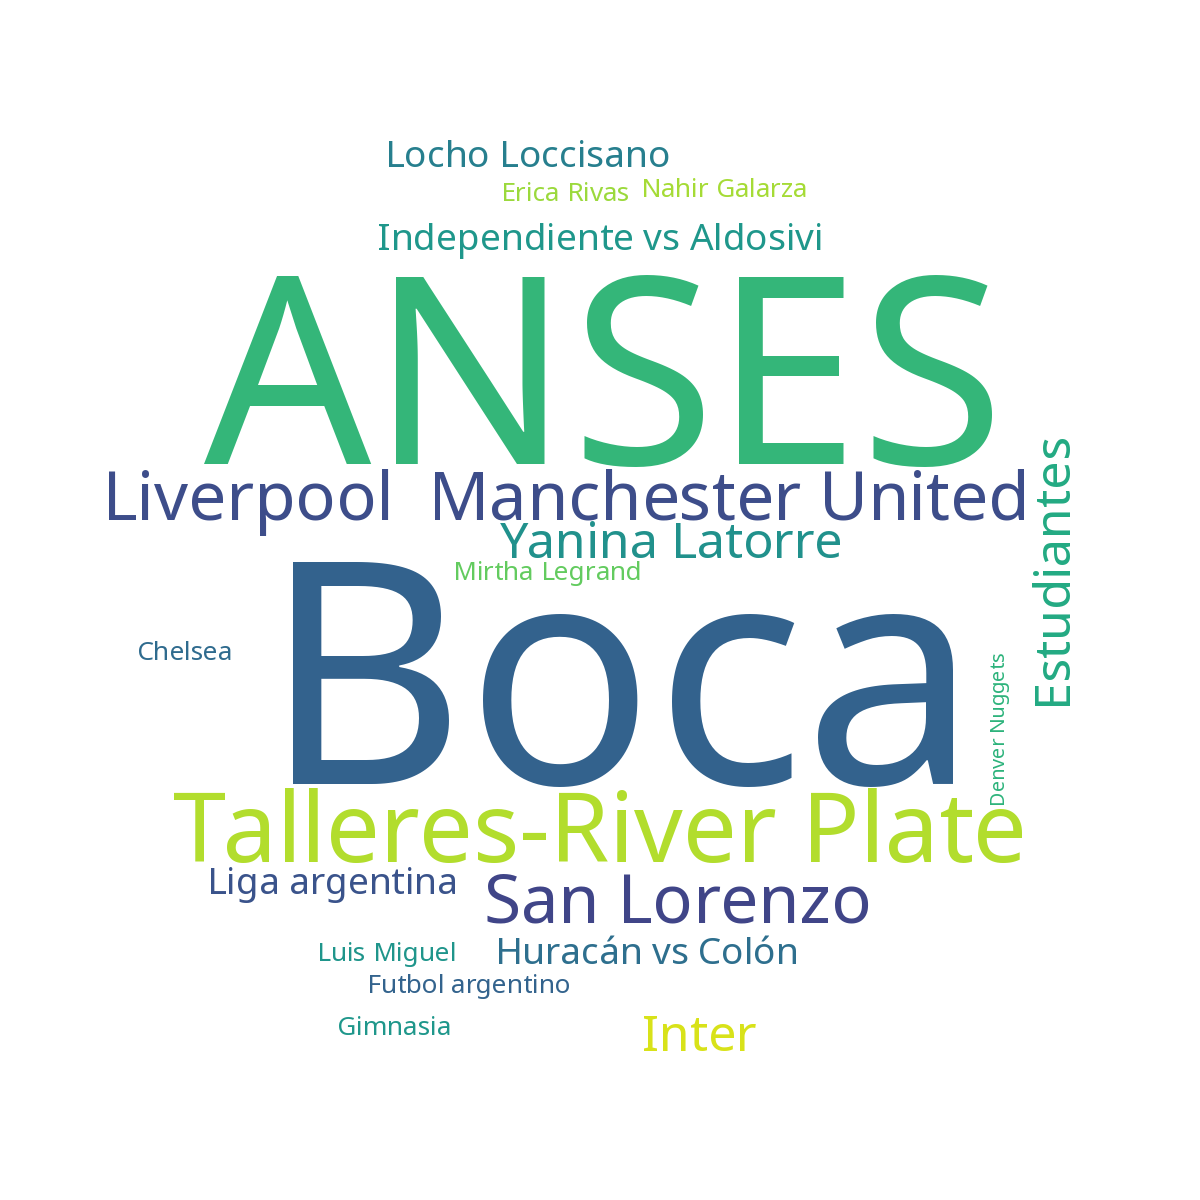 Locho Loccisano
Erica Rivas
Nahir Galarza
Independiente vs Aldosivi
ANSES
Liverpool
Manchester United
Yanina Latorre
Mirtha Legrand
Estudiantes
Boca
Chelsea
Denver Nuggets
Talleres-River Plate
Liga argentina
San Lorenzo
Luis Miguel
Huracán vs Colón
Futbol argentino
Gimnasia
Inter